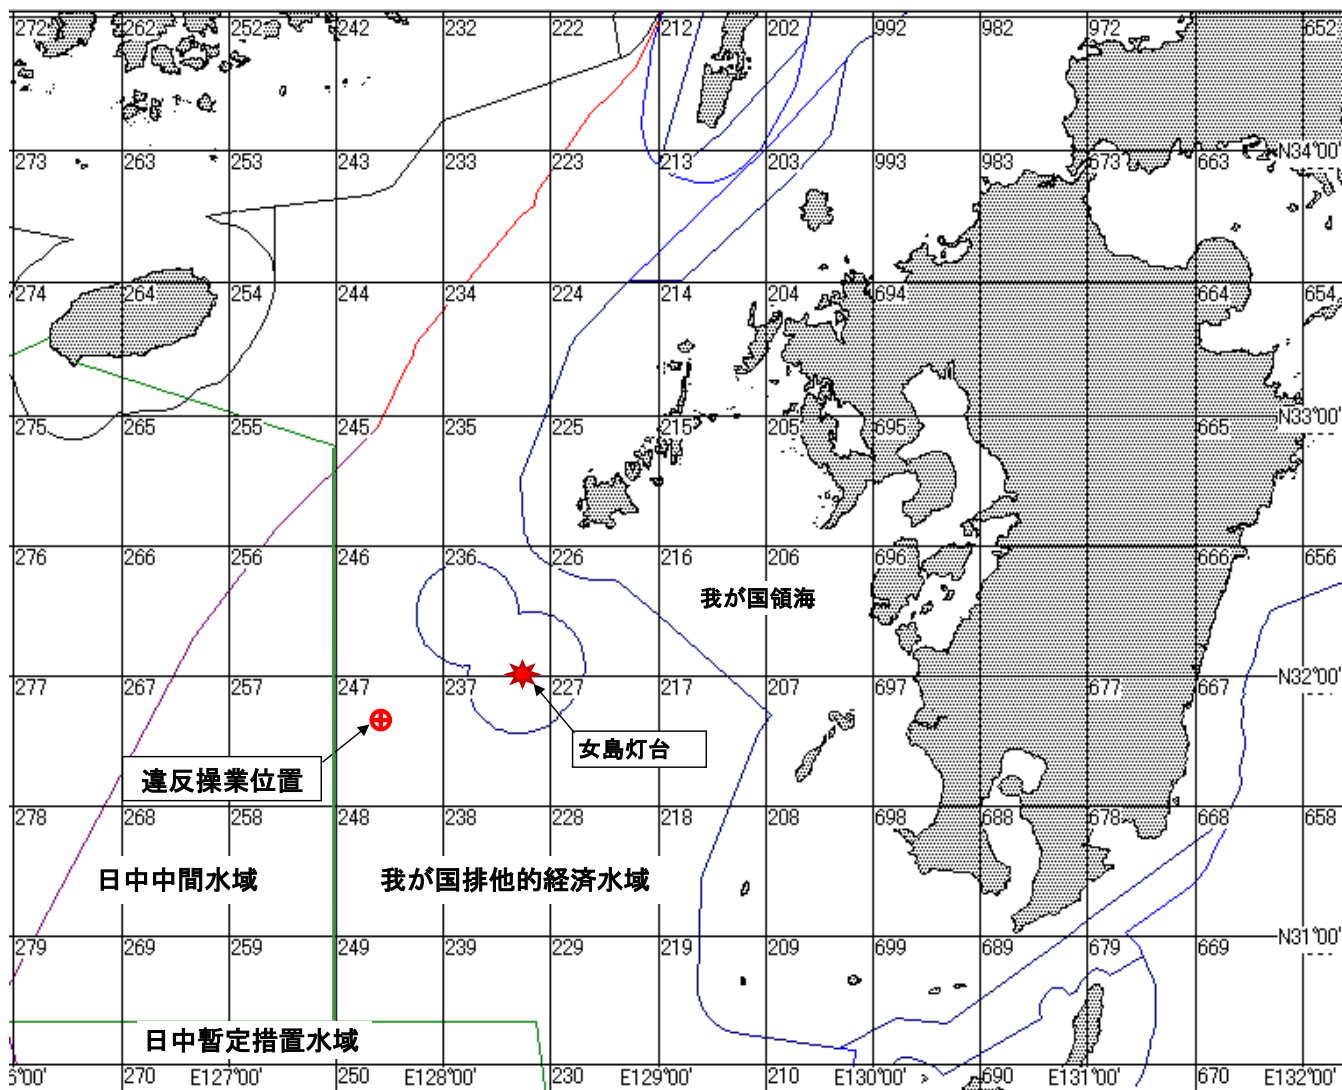 272 262 252 242 232 222 212 202 992 982 972 652
273 263 253 243 233 223 213 203 993 983 673 663 N34°00'
274 264 254 244 234 224 214 204 694 664 654
275 265 255 245 235 225 215 205 695 665 N33°00'
276 266 256 246 236 226 216 206 696 666 656
我が国領海
277 267 257 247 237 227 217 207 697 677 667 N32°00'
女島灯台
違反操業位置
278 268 258 248 238 228 218 208 698 688 678 668 658
日中中間水域 我が国排他的経済水域
279 269 259 249 239 229 219 209 699 689 679 669 N31°00'
日中暫定措置水域
5°00' 270 E127°00' 250 E128°00' 230 E129°00' 210 E130°00' 690 E131°00' 670 E132°00'